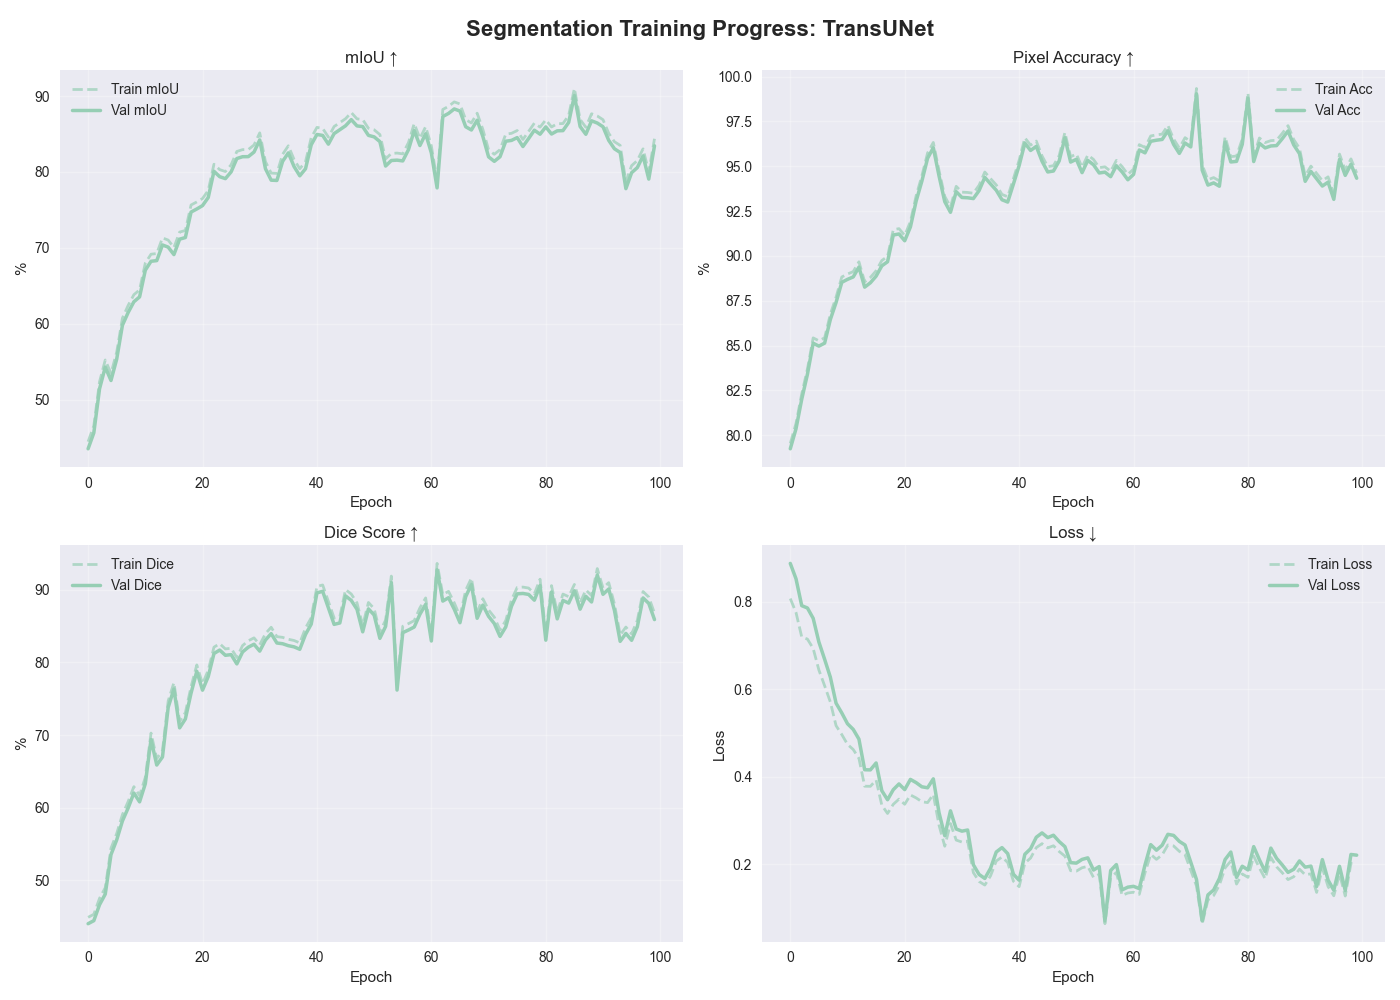 Segmentation Training Progress: TransUNet
mIoU ↑
Train mIoU
Val mIoU
%
90
80
70
60
50
0 20 40 60 80 100
Epoch
Pixel Accuracy ↑
Train Acc
Val Acc
%
100.0
97.5
95.0
92.5
90.0
87.5
85.0
82.5
80.0
0 20 40 60 80 100
Epoch
Dice Score ↑
Train Dice
Val Dice
%
90
80
70
60
50
0 20 40 60 80 100
Epoch
Loss ↓
Train Loss
Val Loss
Loss
0.8
0.6
0.4
0.2
0 20 40 60 80 100
Epoch